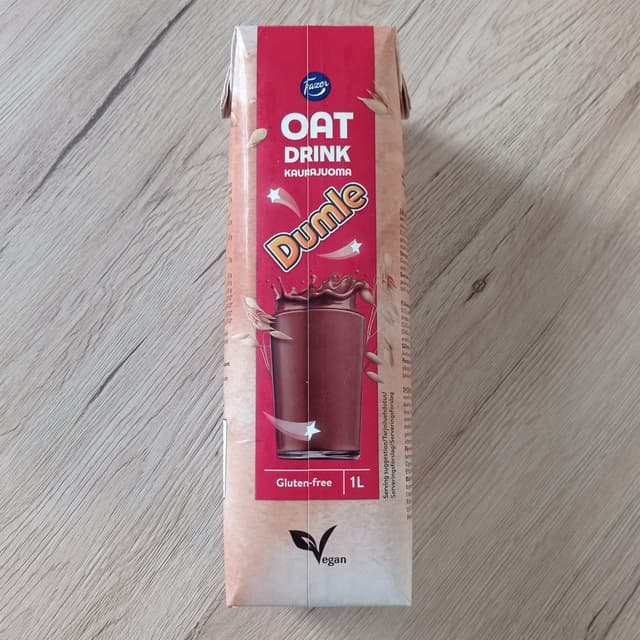 Fazer
OAT
DRINK
KAURAJUOMA
Dumle
Gluten-free
1L
Serving suggestion/Tarjoiluehdotus/
Serveringsförslag/Serveringsforslag
Vegan